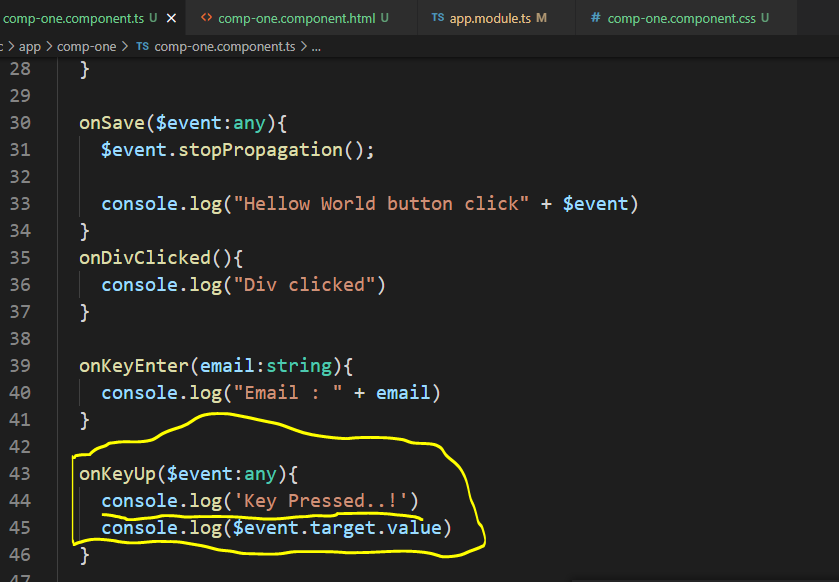 comp-one.component.ts U × <> comp-one.component.html U TS app.module.ts M # comp-one.component.css U
c > app > comp-one > TS comp-one.component.ts > ...
28 }
29
30 onSave($event:any){
31 $event.stopPropagation();
32
33 console.log("Hellow World button click" + $event)
34 }
35 onDivClicked(){
36 console.log("Div clicked")
37 }
38
39 onKeyEnter(email:string){
40 console.log("Email : " + email)
41 }
42
43 onKeyUp($event:any){
44 console.log('Key Pressed..!')
45 console.log($event.target.value)
46 }
47